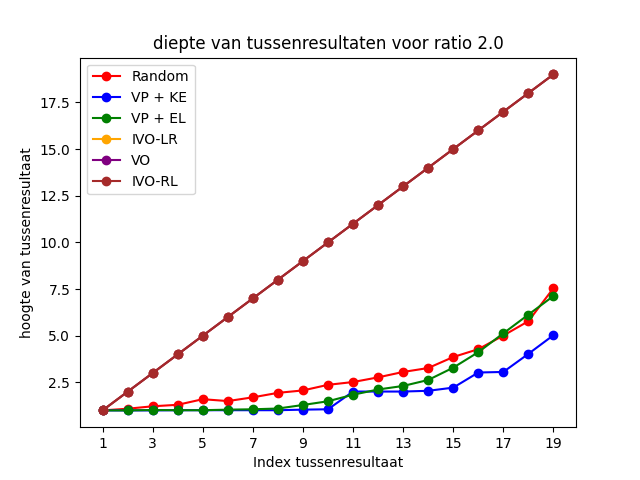 diepte van tussenresultaten voor ratio 2.0
hoogte van tussenresultaat
17.5
15.0
12.5
10.0
7.5
5.0
2.5
Random
VP + KE
VP + EL
IVO-LR
VO
IVO-RL
1 3 5 7 9 11 13 15 17 19
Index tussenresultaat